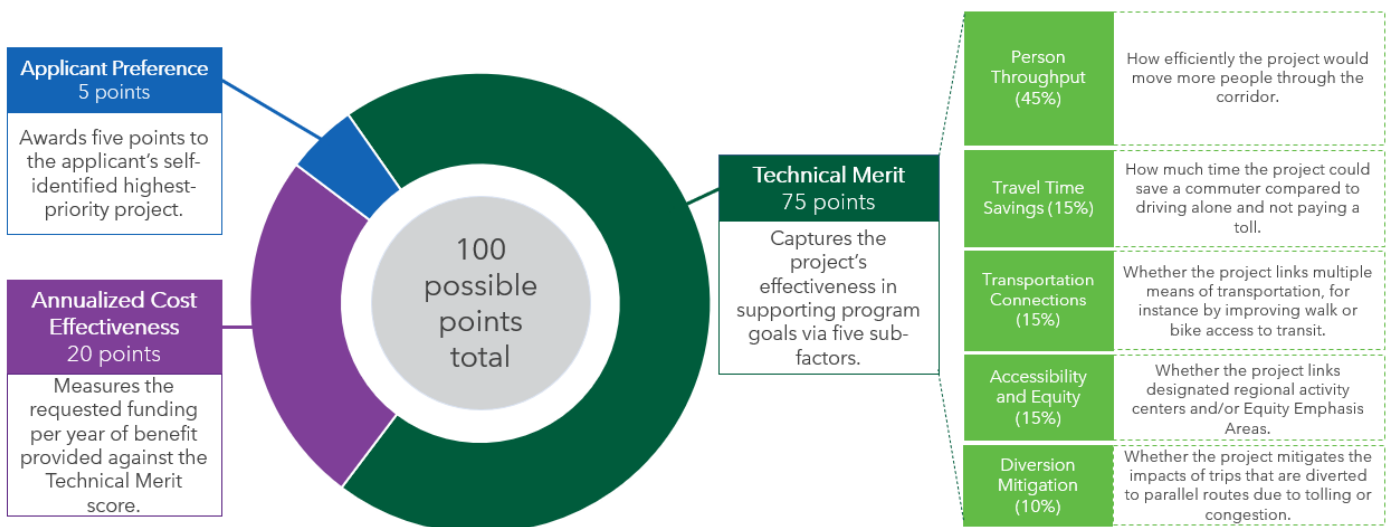 Applicant Preference
5 points
Awards five points to
the applicant's self-
identified highest-
priority project.
Annualized Cost
Effectiveness
20 points
Measures the
requested funding
per year of benefit
provided against the
Technical Merit
score.
100
possible
points
total
Technical Merit
75 points
Captures the
project's
effectiveness in
supporting program
goals via five sub-
factors.
Person
Throughput
(45%)
How efficiently the project would
move more people through the
corridor.
Travel Time
Savings (15%)
How much time the project could
save a commuter compared to
driving alone and not paying a
toll.
Transportation
Connections
(15%)
Whether the project links multiple
means of transportation, for
instance by improving walk or
bike access to transit.
Accessibility
and Equity
(15%)
Whether the project links
designated regional activity
centers and/or Equity Emphasis
Areas.
Diversion
Mitigation
(10%)
Whether the project mitigates the
impacts of trips that are diverted
to parallel routes due to tolling or
congestion.